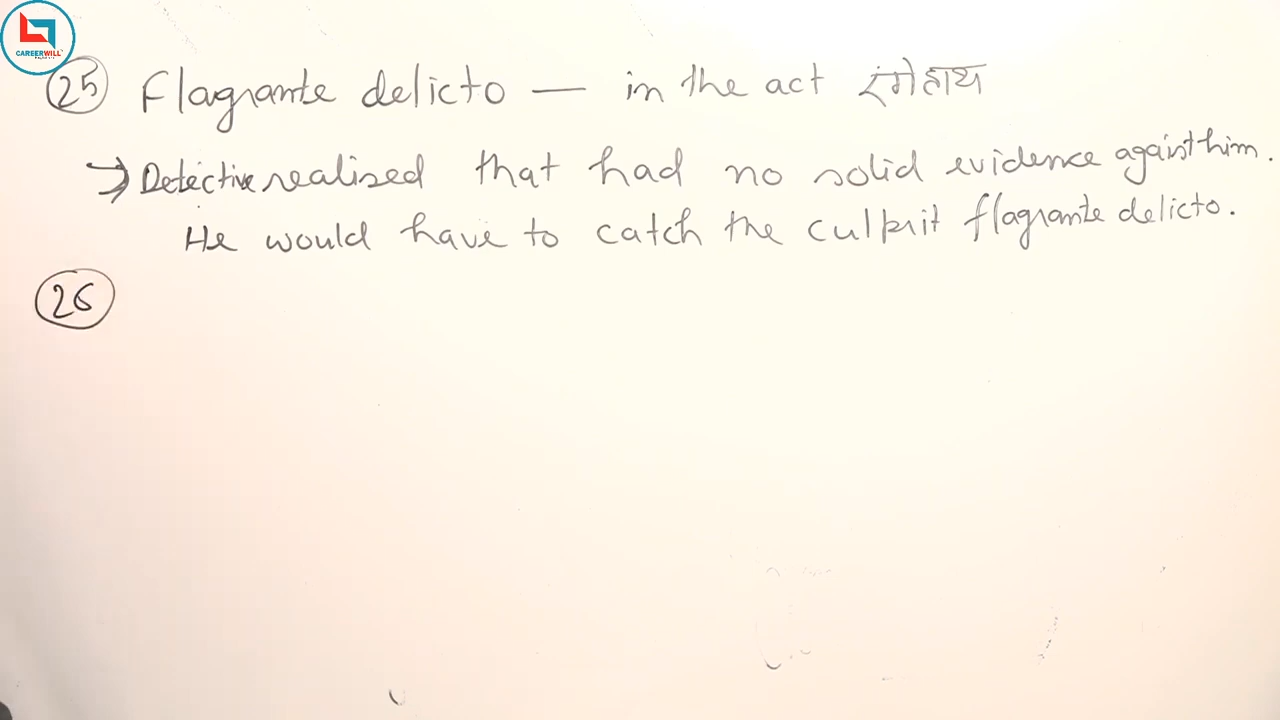 CAREERWILL
25 Flagrante delicto — in the act रंगेहाथ
→ Detective realised that had no solid evidence against him.
He would have to catch the culprit flagrante delicto.
26